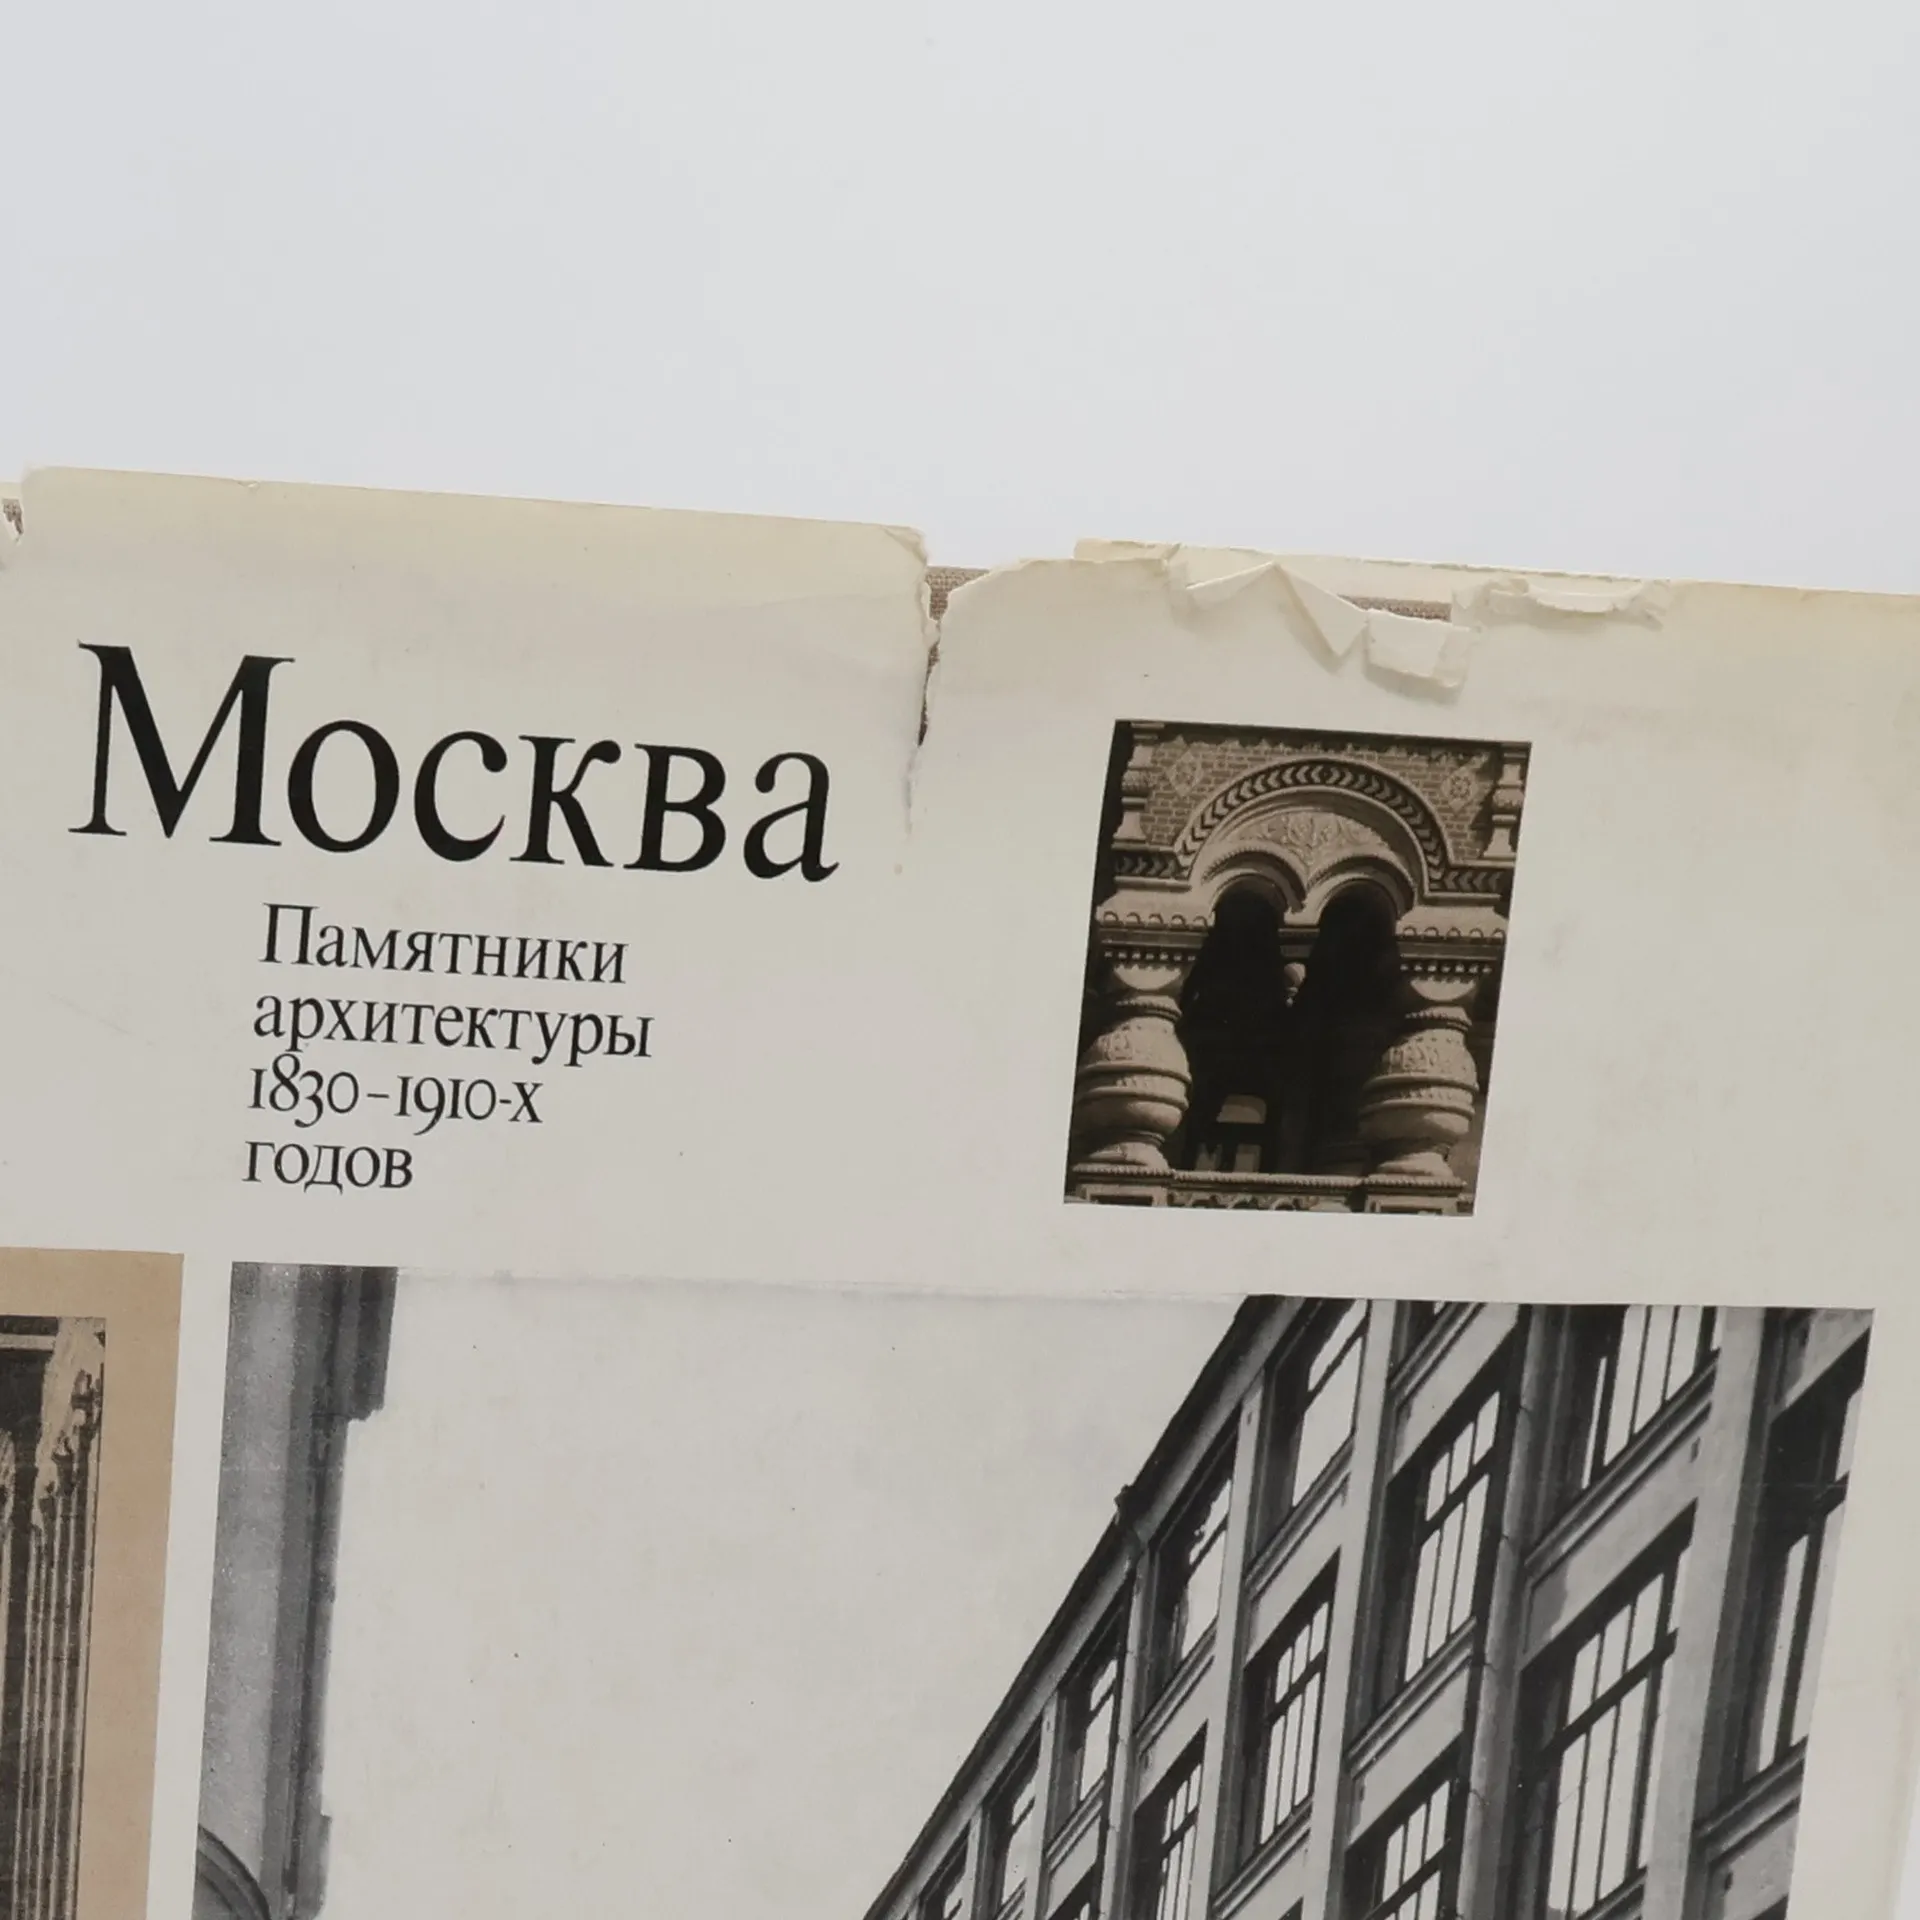 Москва
Памятники
архитектуры
1830–1910-х
годов